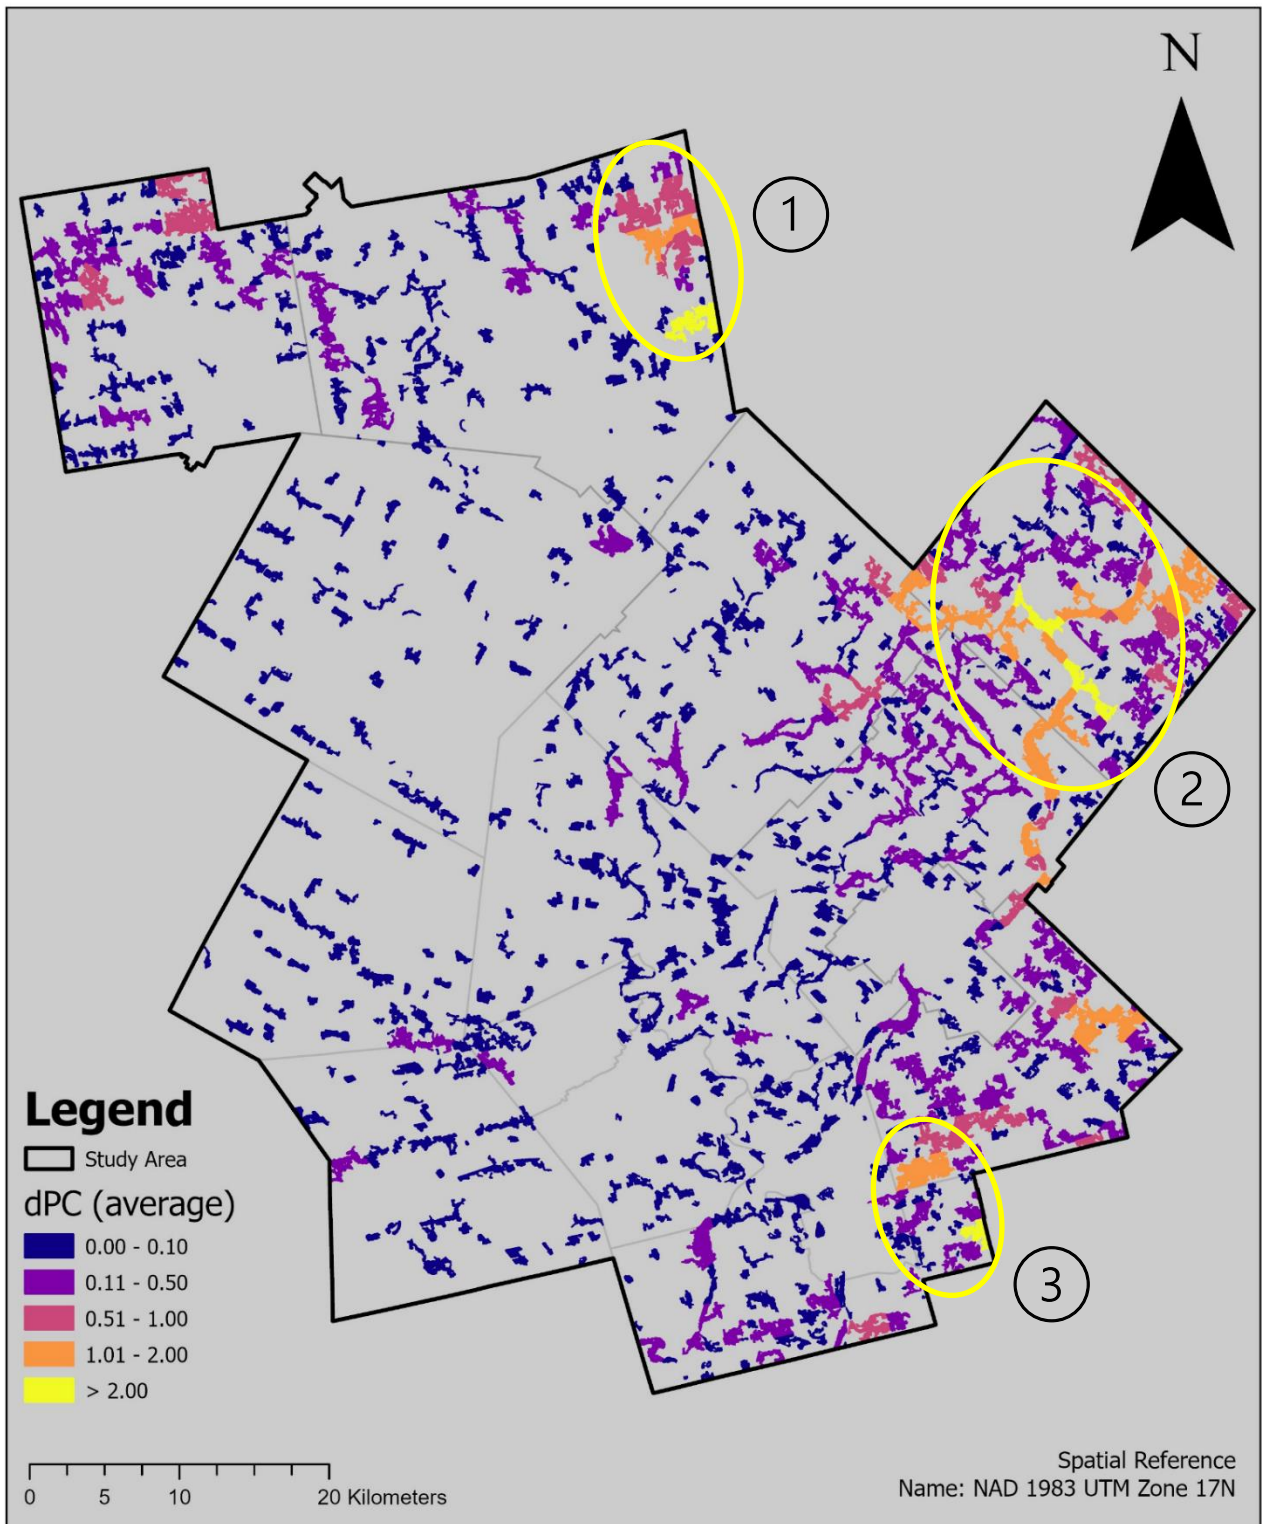 N
1
2
3
Legend
Study Area
dPC (average)
0.00 - 0.10
0.11 - 0.50
0.51 - 1.00
1.01 - 2.00
> 2.00
0 5 10 20 Kilometers
Spatial Reference
Name: NAD 1983 UTM Zone 17N